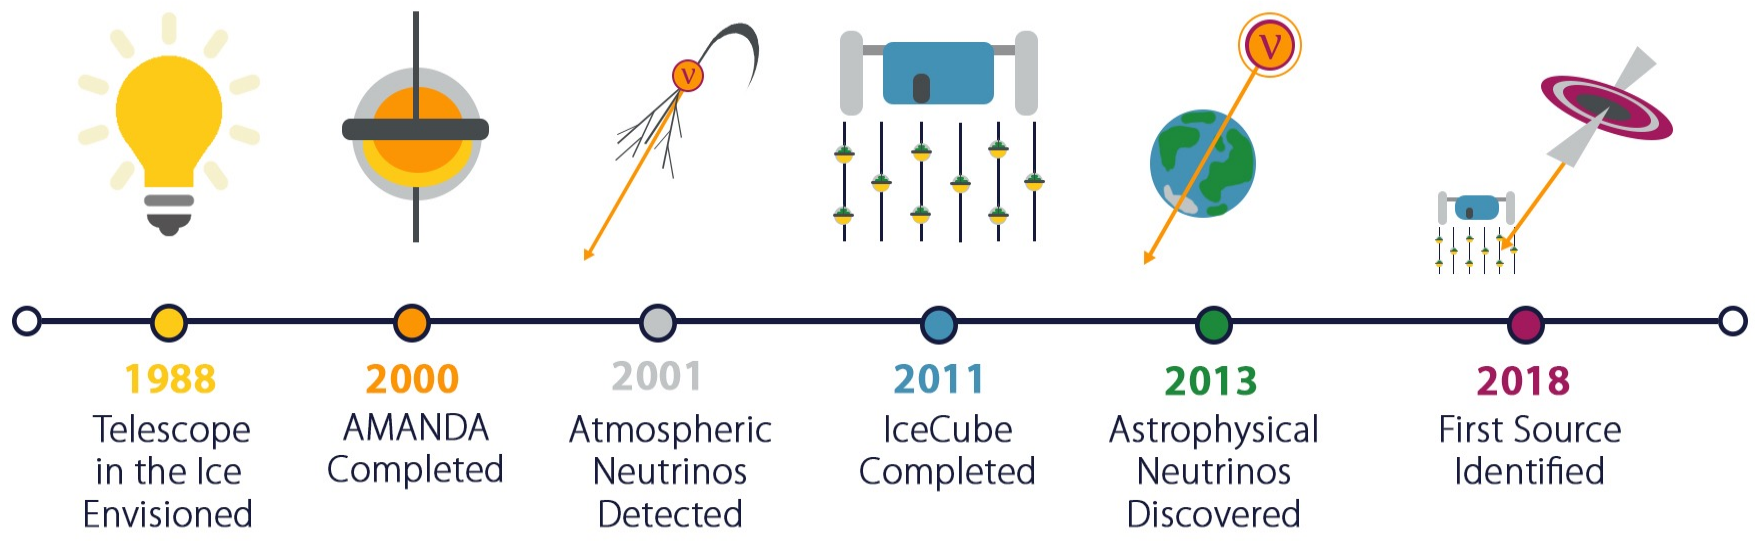 ν
ν
1988
Telescope
in the Ice
Envisioned
2000
AMANDA
Completed
2001
Atmospheric
Neutrinos
Detected
2011
IceCube
Completed
2013
Astrophysical
Neutrinos
Discovered
2018
First Source
Identified